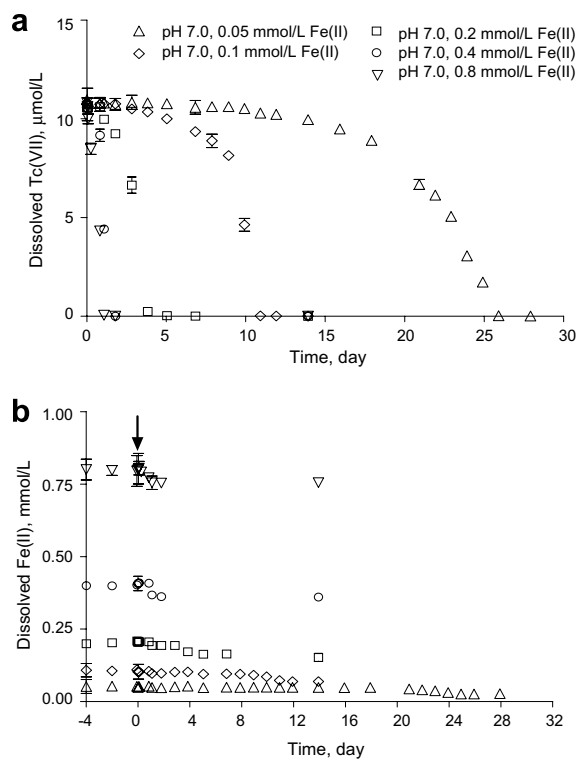 a
pH 7.0, 0.05 mmol/L Fe(II)
pH 7.0, 0.1 mmol/L Fe(II)
pH 7.0, 0.2 mmol/L Fe(II)
pH 7.0, 0.4 mmol/L Fe(II)
pH 7.0, 0.8 mmol/L Fe(II)
Dissolved Tc(VII), μmol/L
15
10
5
0
0 5 10 15 20 25 30
Time, day
b
Dissolved Fe(II), mmol/L
1.00
0.75
0.50
0.25
0.00
-4 0 4 8 12 16 20 24 28 32
Time, day